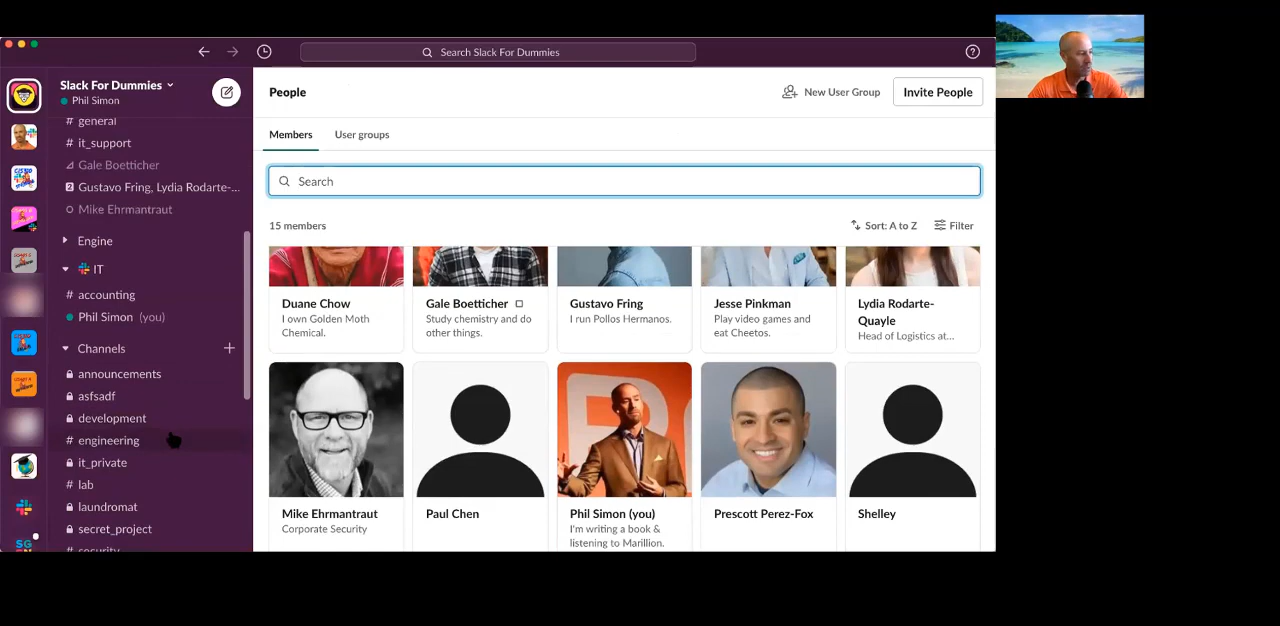 Search Slack For Dummies
Slack For Dummies
Phil Simon
# general
# it_support
Gale Boetticher
2 Gustavo Fring, Lydia Rodarte-...
Mike Ehrmantraut
Engine
IT
# accounting
Phil Simon (you)
Channels
announcements
asfsadf
development
# engineering
it_private
# lab
laundromat
secret_project
# security
People
New User Group
Invite People
Members
User groups
Search
15 members
Sort: A to Z
Filter
Duane Chow
I own Golden Moth
Chemical.
Gale Boetticher
Study chemistry and do
other things.
Gustavo Fring
I run Pollos Hermanos.
Jesse Pinkman
Play video games and
eat Cheetos.
Lydia Rodarte-
Quayle
Head of Logistics at...
Mike Ehrmantraut
Corporate Security
Paul Chen
Phil Simon (you)
I'm writing a book &
listening to Marillion.
Prescott Perez-Fox
Shelley